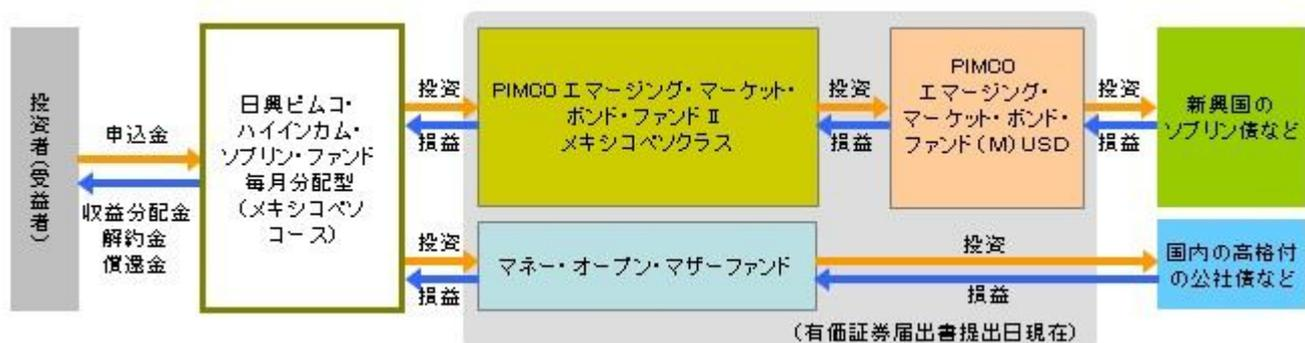 投資者(受益者)
申込金
収益分配金
解約金
償還金
日興ピムコ・
ハイインカム・
ソブリン・ファンド
毎月分配型
(メキシコペソ
コース)
投資
損益
PIMCO エマージング・マーケット・
ボンド・ファンド Ⅱ
メキシコペソクラス
投資
損益
PIMCO
エマージング・
マーケット・ボンド・
ファンド(M)USD
投資
損益
新興国の
ソブリン債など
投資
損益
マネー・オープン・マザーファンド
投資
損益
国内の高格付
の公社債など
(有価証券届出書提出日現在)